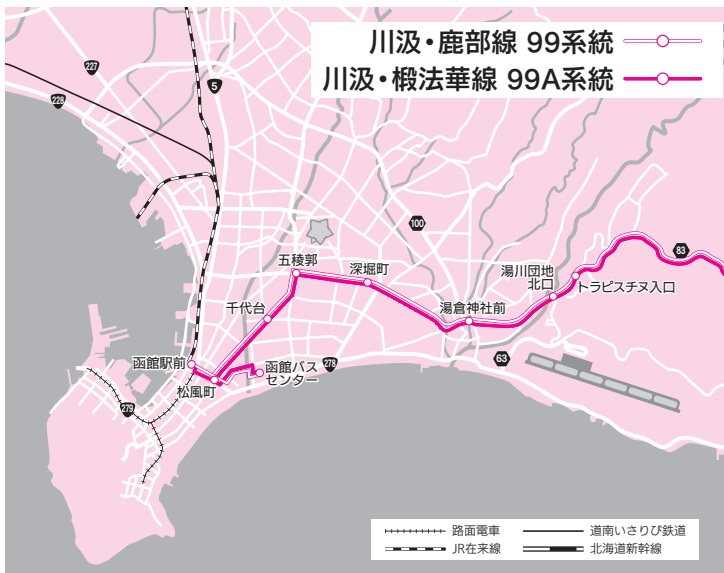 川汲・鹿部線 99系統
川汲・椴法華線 99A系統
227
228
5
100
83
五稜郭
深堀町
湯川団地
北口
トラピスチヌ入口
千代台
湯倉神社前
函館駅前
函館バス
センター
278
63
松風町
279
路面電車
道南いさりび鉄道
JR在来線
北海道新幹線